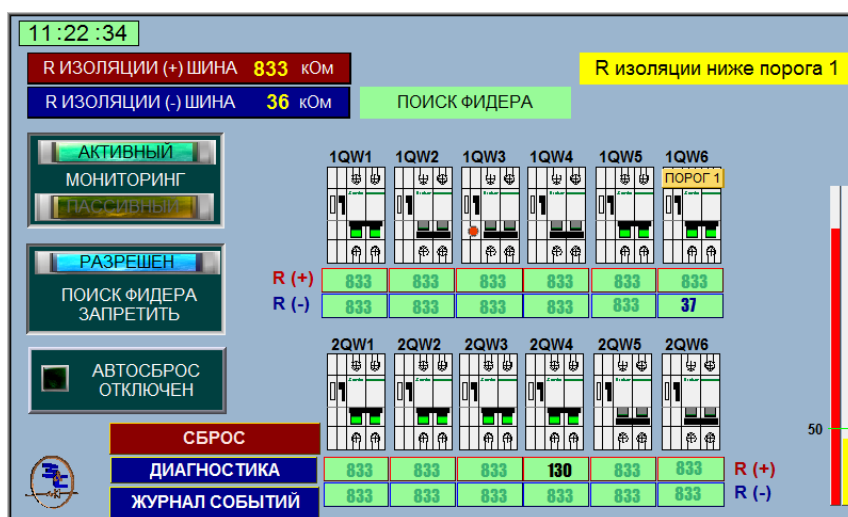 11:22:34
R ИЗОЛЯЦИИ (+) ШИНА 833 кОм
R изоляции ниже порога 1
R ИЗОЛЯЦИИ (-) ШИНА 36 кОм
ПОИСК ФИДЕРА
АКТИВНЫЙ
МОНИТОРИНГ
ПАССИВНЫЙ
1QW1 1QW2 1QW3 1QW4 1QW5 1QW6
ПОРОГ 1
РАЗРЕШЕН
ПОИСК ФИДЕРА
ЗАПРЕТИТЬ
R (+) 833 833 833 833 833 833
R (-) 833 833 833 833 833 37
АВТОСБРОС
ОТКЛЮЧЕН
2QW1 2QW2 2QW3 2QW4 2QW5 2QW6
50
СБРОС
ДИАГНОСТИКА
ЖУРНАЛ СОБЫТИЙ
833 833 833 130 833 833 R (+)
833 833 833 833 833 833 R (-)